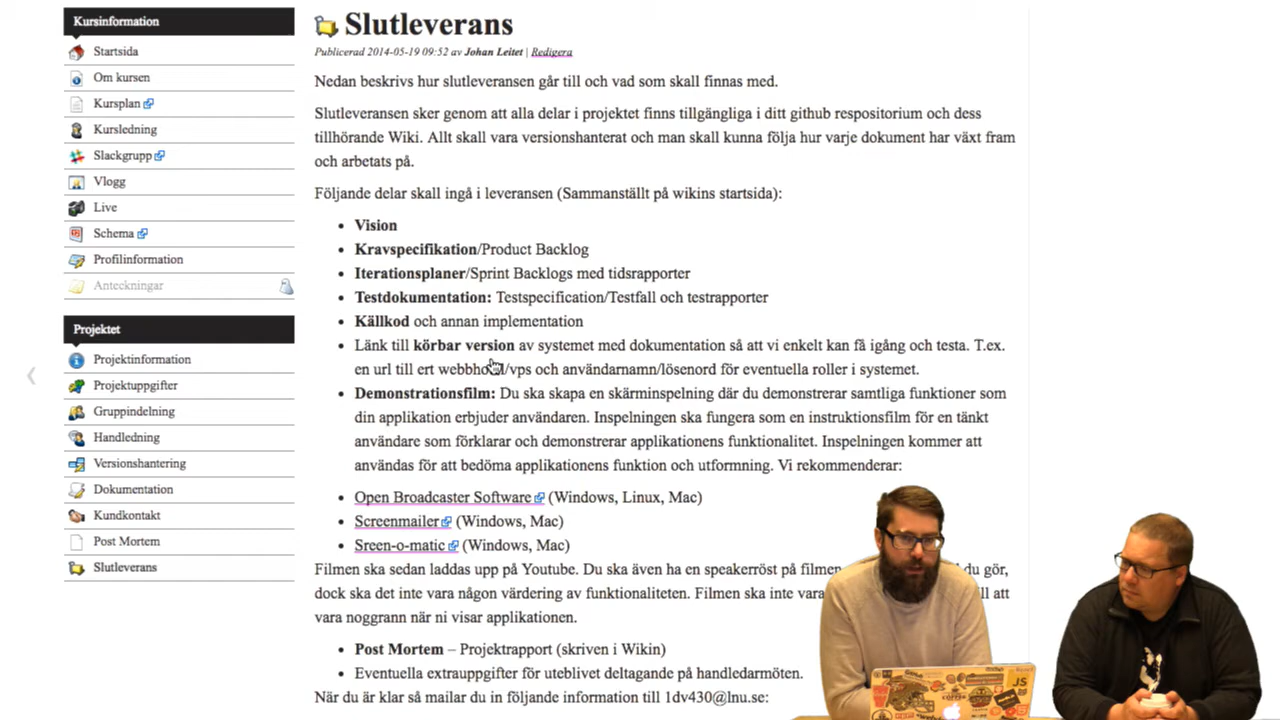 Kursinformation
Startsida
Om kursen
Kursplan
Kursledning
Slackgrupp
Vlogg
Live
Schema
Profilinformation
Anteckningar
Projektet
Projektinformation
Projektuppgifter
Gruppindelning
Handledning
Versionshantering
Dokumentation
Kundkontakt
Post Mortem
Slutleverans
Slutleverans
Publicerad 2014-05-19 09:52 av Johan Leitet | Redigera
Nedan beskrivs hur slutleveransen går till och vad som skall finnas med.
Slutleveransen sker genom att alla delar i projektet finns tillgängliga i ditt github respositorium och dess
tillhörande Wiki. Allt skall vara versionshanterat och man skall kunna följa hur varje dokument har växt fram
och arbetats på.
Följande delar skall ingå i leveransen (Sammanställt på wikins startsida):
• Vision
• Kravspecifikation/Product Backlog
• Iterationsplaner/Sprint Backlogs med tidsrapporter
• Testdokumentation: Testspecification/Testfall och testrapporter
• Källkod och annan implementation
• Länk till körbar version av systemet med dokumentation så att vi enkelt kan få igång och testa. T.ex.
en url till ert /vps och användarnamn/lösenord för eventuella roller i systemet.
• Demonstrationsfilm: Du ska skapa en skärminspelning där du demonstrerar samtliga funktioner som
din applikation erbjuder användaren. Inspelningen ska fungera som en instruktionsfilm för en tänkt
användare som förklarar och demonstrerar applikationens funktionalitet. Inspelningen kommer att
användas för att bedöma applikationens funktion och utformning. Vi rekommenderar:
• Open Broadcaster Software (Windows, Linux, Mac)
• Screenmailer (Windows, Mac)
• Sreen-o-matic (Windows, Mac)
Filmen ska sedan laddas upp på Youtube. Du ska även ha en speakerröst på filmen du gör,
dock ska det inte vara någon värdering av funktionaliteten. Filmen ska inte vara att
vara noggrann när ni visar applikationen.
• Post Mortem – Projektrapport (skriven i Wikin)
• Eventuella extrauppgifter för uteblivet deltagande på handledarmöten.
När du är klar så mailar du in följande information till 1dv430@lnu.se:
JS